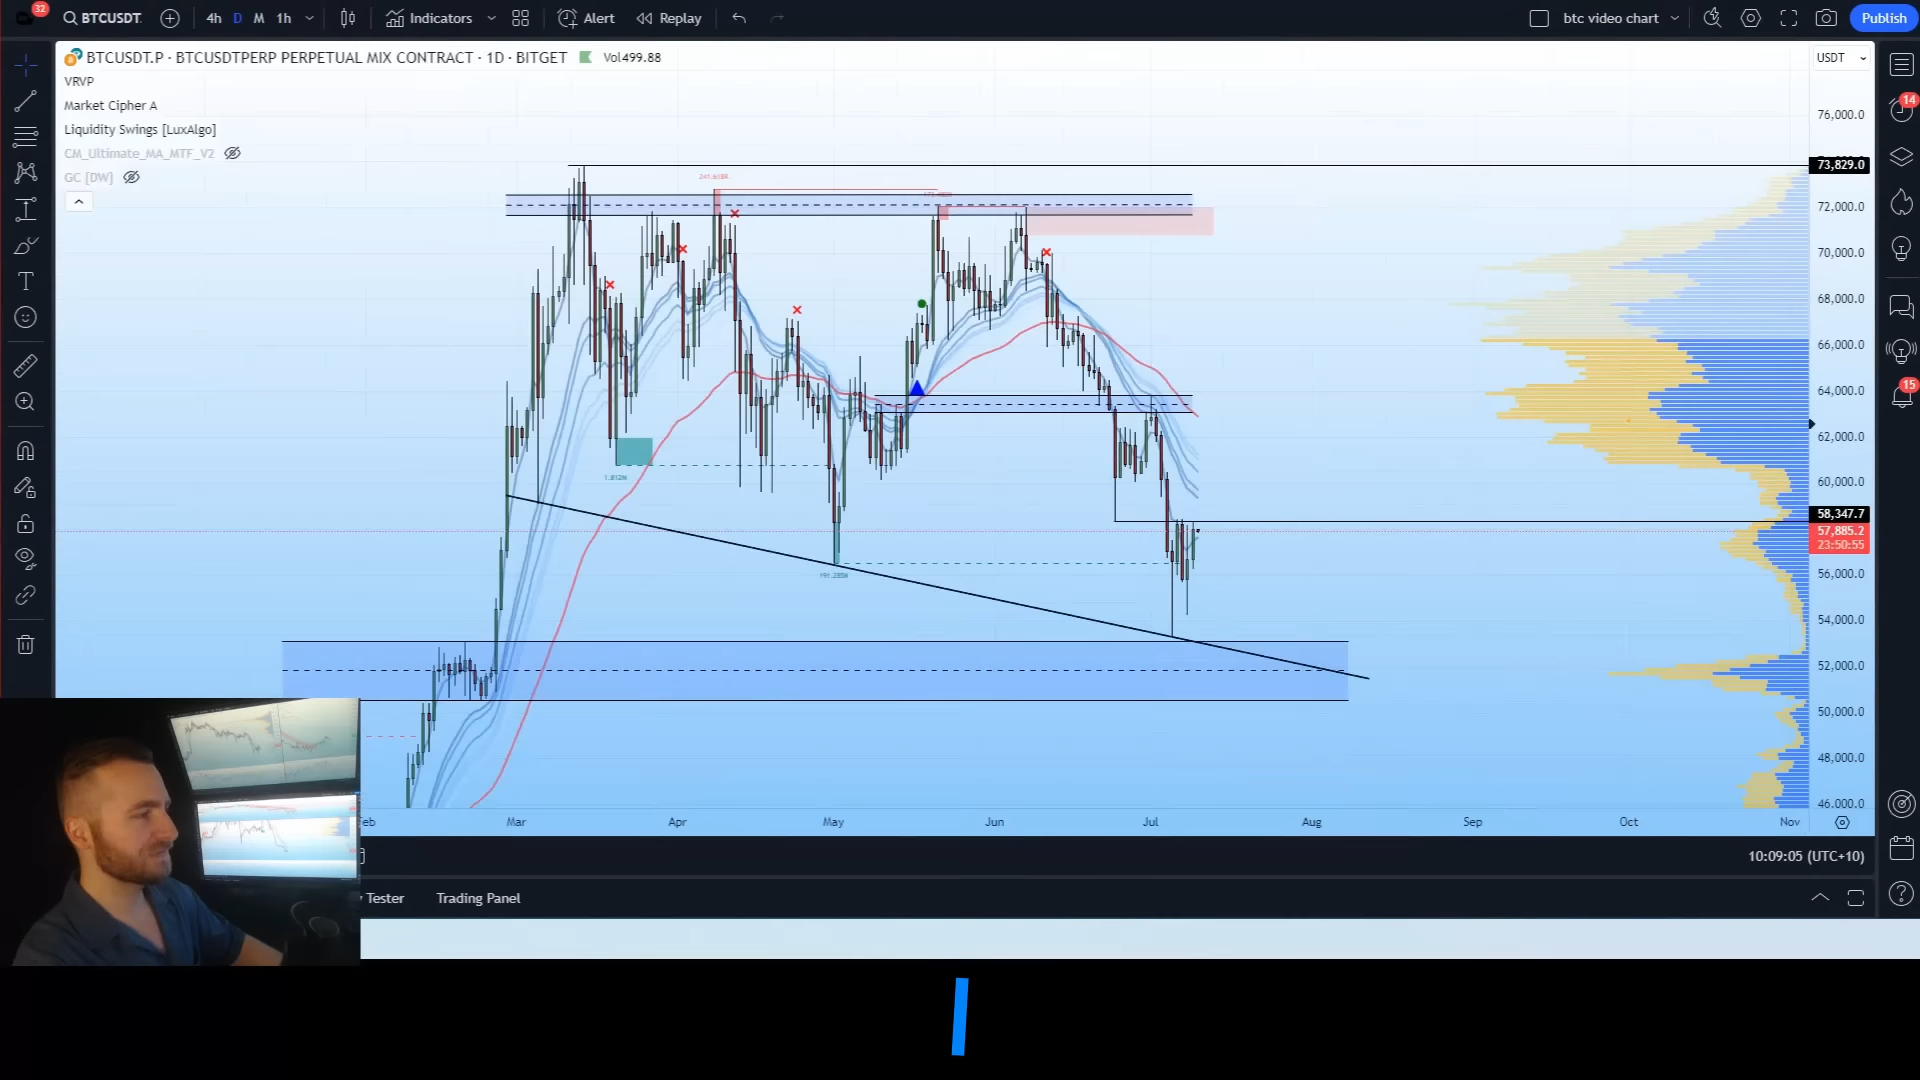 32
BTCUSDT.
4h
D
M
1h
Indicators
Alert
Replay
btc video chart
Publish
BTCUSDT.P · BTCUSDTPERP PERPETUAL MIX CONTRACT · 1D · BITGET
Vol499.88
USDT
VRVP
Market Cipher A
Liquidity Swings [LuxAlgo]
CM_Ultimate_MA_MTF_V2
GC [DW]
14
15
76,000.0
73,829.0
72,000.0
70,000.0
68,000.0
66,000.0
64,000.0
62,000.0
60,000.0
58,347.7
57,885.2
23:50:55
56,000.0
54,000.0
52,000.0
50,000.0
48,000.0
46,000.0
Mar
Apr
May
Jun
Jul
Aug
Sep
Oct
Nov
10:09:05 (UTC+10)
Tester
Trading Panel